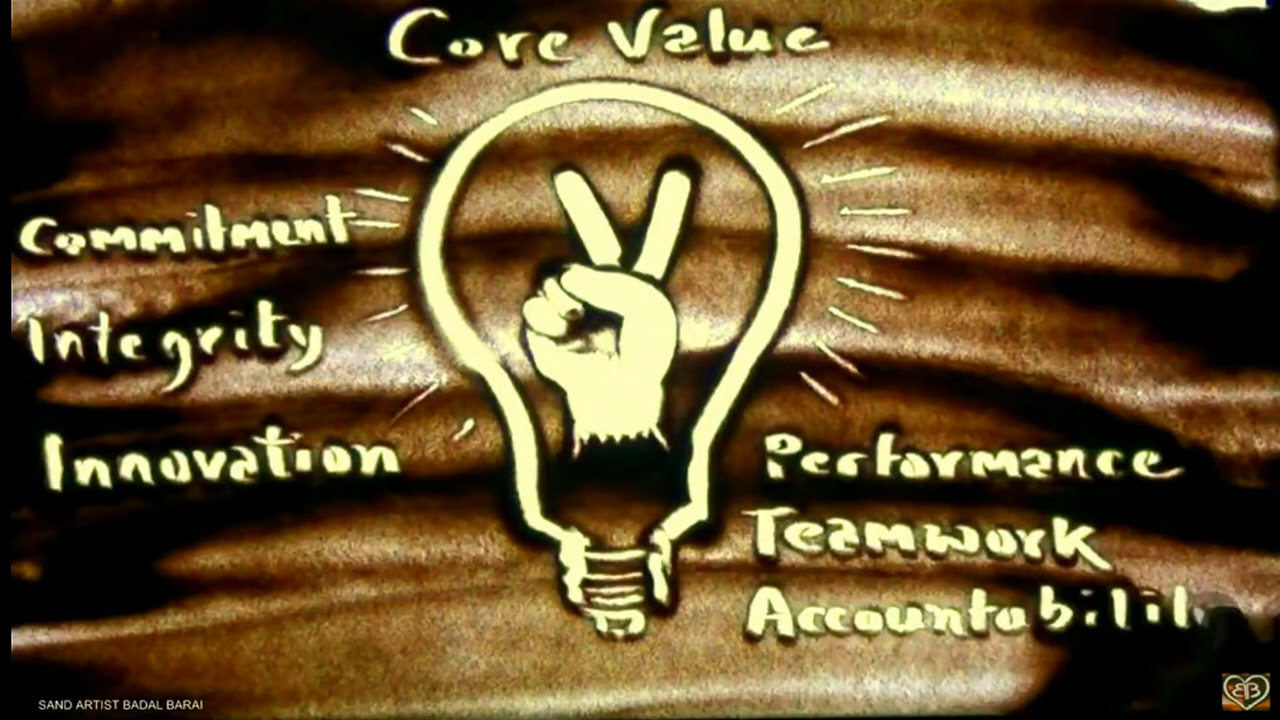 Core Value
Commitment
Integrity
Innovation
Performance
Teamwork
SAND ARTIST BADAL BARAI